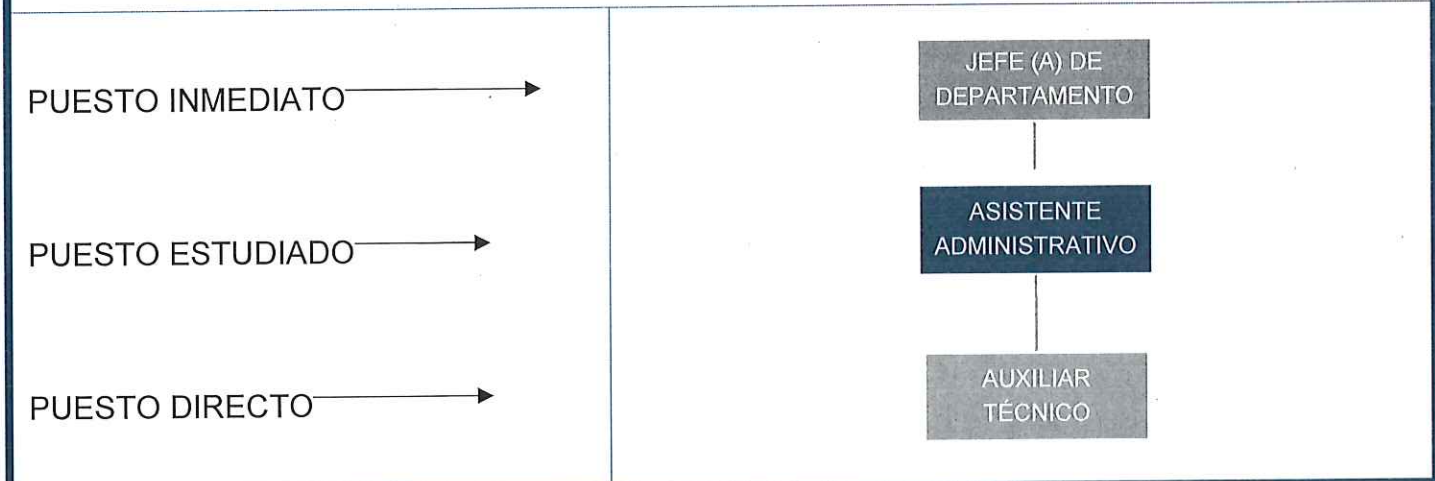 PUESTO INMEDIATO
JEFE (A) DE
DEPARTAMENTO
PUESTO ESTUDIADO
ASISTENTE
ADMINISTRATIVO
PUESTO DIRECTO
AUXILIAR
TÉCNICO